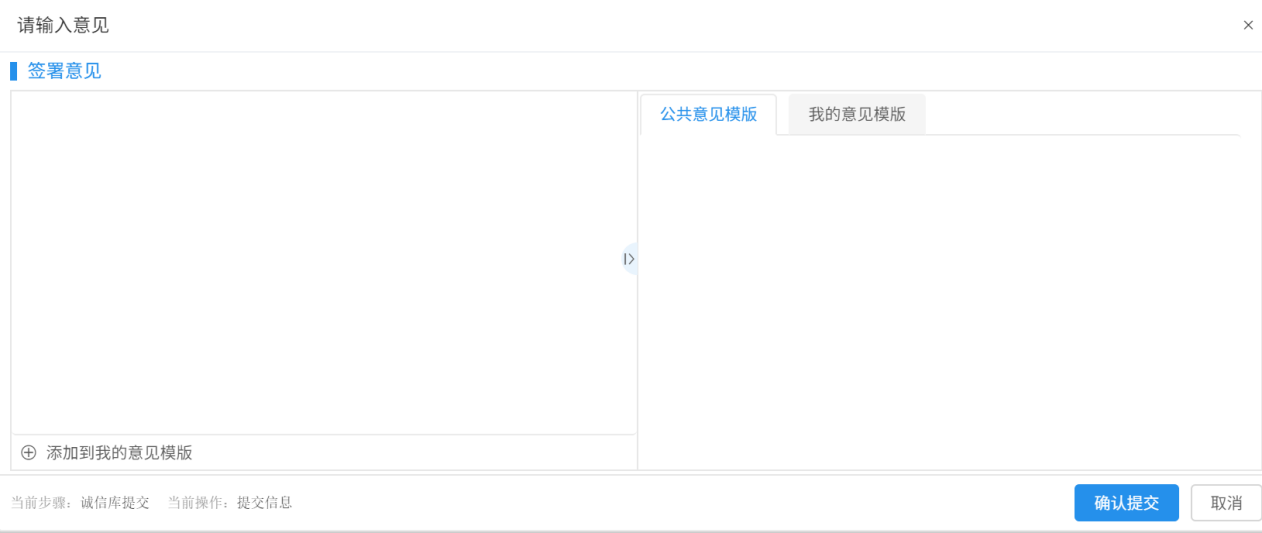 请输入意见
签署意见
公共意见模版 我的意见模版
添加到我的意见模版
当前步骤：诚信库提交 当前操作：提交信息 确认提交 取消